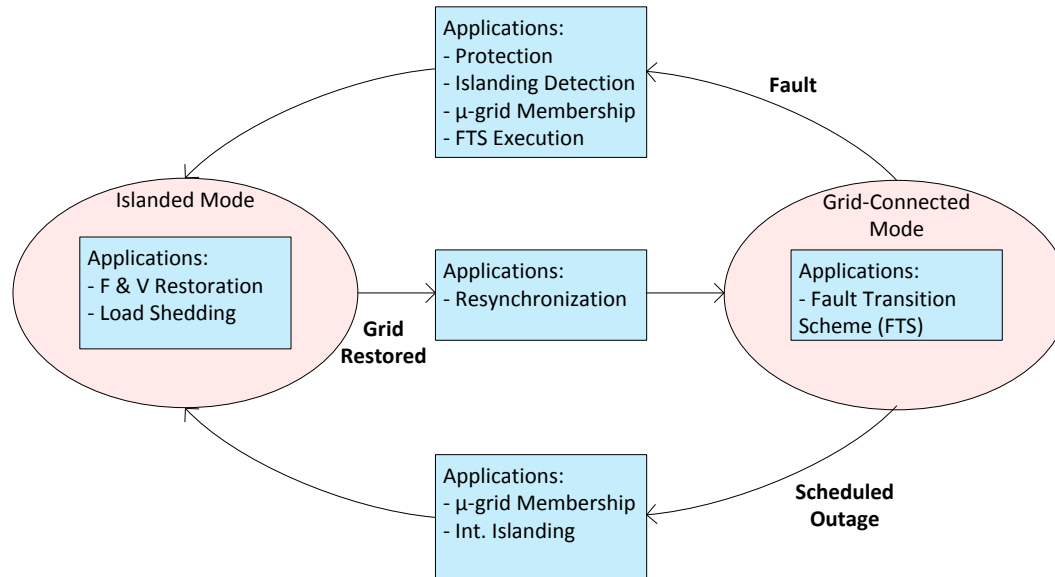 Applications:
- Protection
- Islanding Detection
- µ-grid Membership
- FTS Execution
Fault
Islanded Mode
Applications:
- F & V Restoration
- Load Shedding
Grid
Restored
Applications:
- Resynchronization
Grid-Connected
Mode
Applications:
- Fault Transition
Scheme (FTS)
Applications:
- µ-grid Membership
- Int. Islanding
Scheduled
Outage